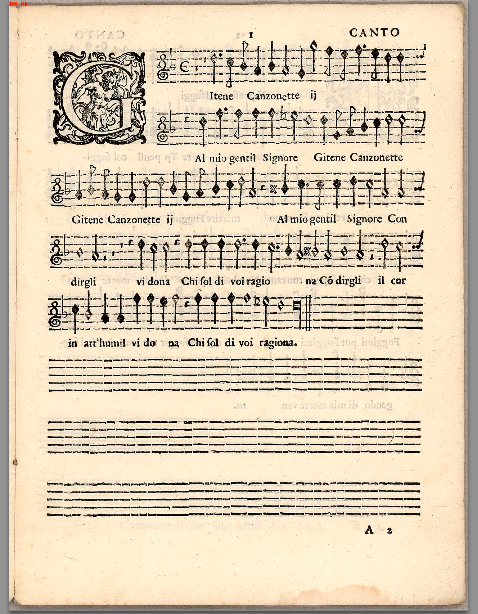 1 CANTO
GItene Canzonette ij
Al mio gentil Signore Gitene Canzonette
Gitene Canzonette ij Al mio gentil Signore Con
dirgli vi dona Chi sol di voi ragio na Cõ dirgli il cor
in att'humil vi do na Chi sol di voi ragiona.
A 2